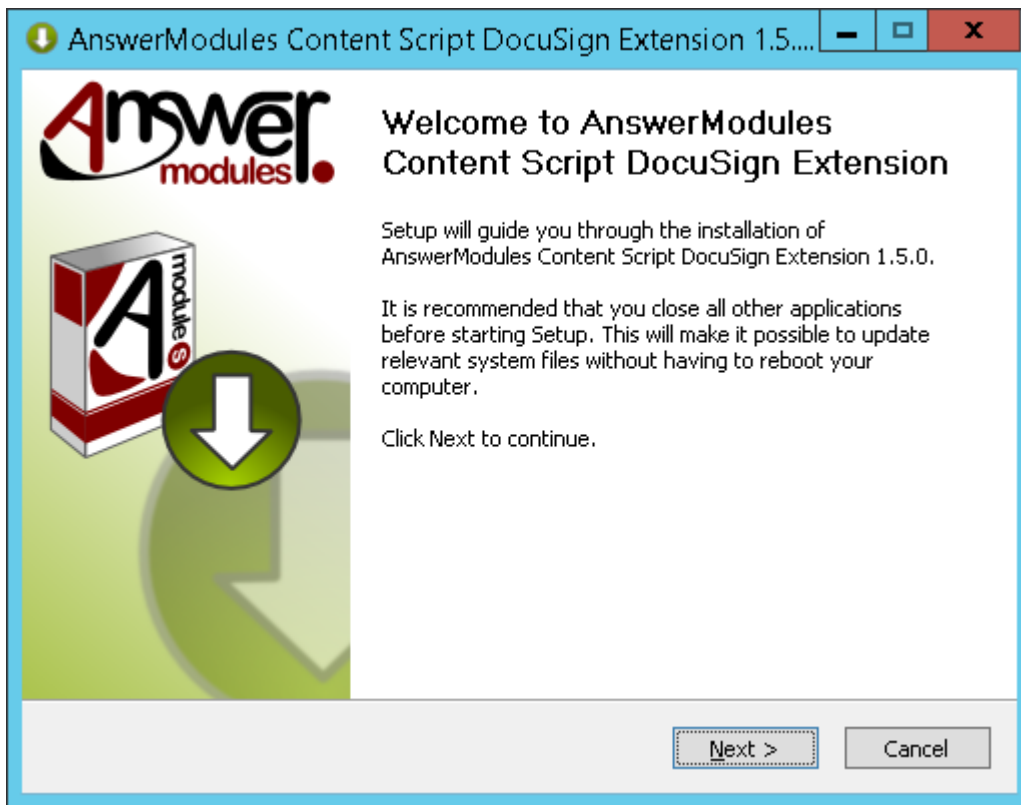 AnswerModules Content Script DocuSign Extension 1.5....
Answer
modules
Welcome to AnswerModules
Content Script DocuSign Extension
Setup will guide you through the installation of
AnswerModules Content Script DocuSign Extension 1.5.0.
It is recommended that you close all other applications
before starting Setup. This will make it possible to update
relevant system files without having to reboot your
computer.
Click Next to continue.
A
modules
Next >
Cancel